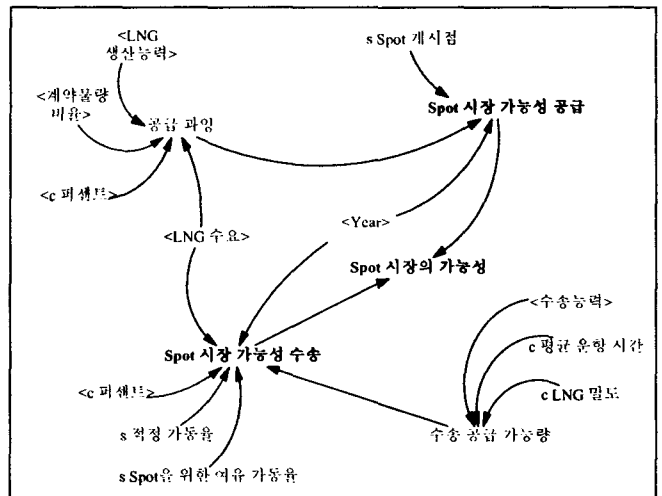 <LNG
생산능력>
s Spot 개시점
<계약물량
비율>
Spot 시장 가능성 공급
공급 과잉
<c 퍼센트>
<LNG 수요>
<Year>
Spot 시장의 가능성
<수송능력>
Spot 시장 가능성 수송
c 평균 운항 시간
<c 퍼센트>
c LNG 밀도
s 적정 가동율
수송 공급 가능량
s Spot을 위한 여유 가동율